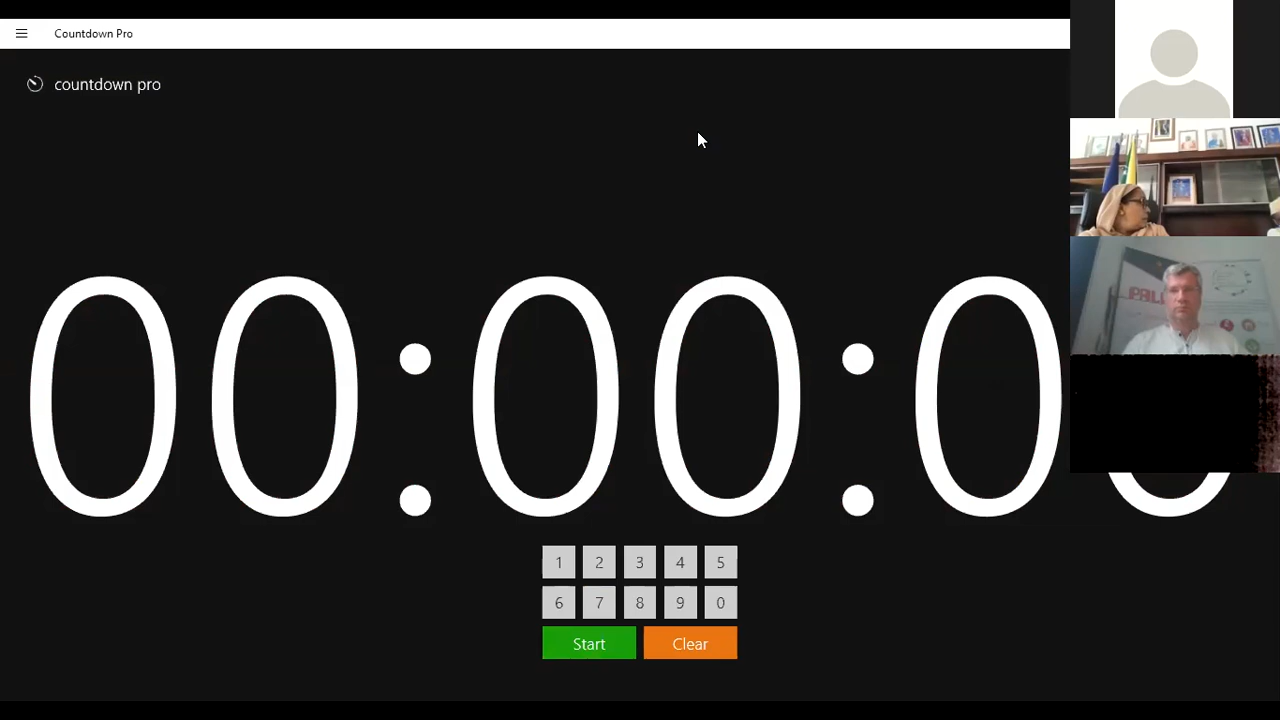 Countdown Pro
countdown pro
00:00:00
1 2 3 4 5
6 7 8 9 0
Start Clear